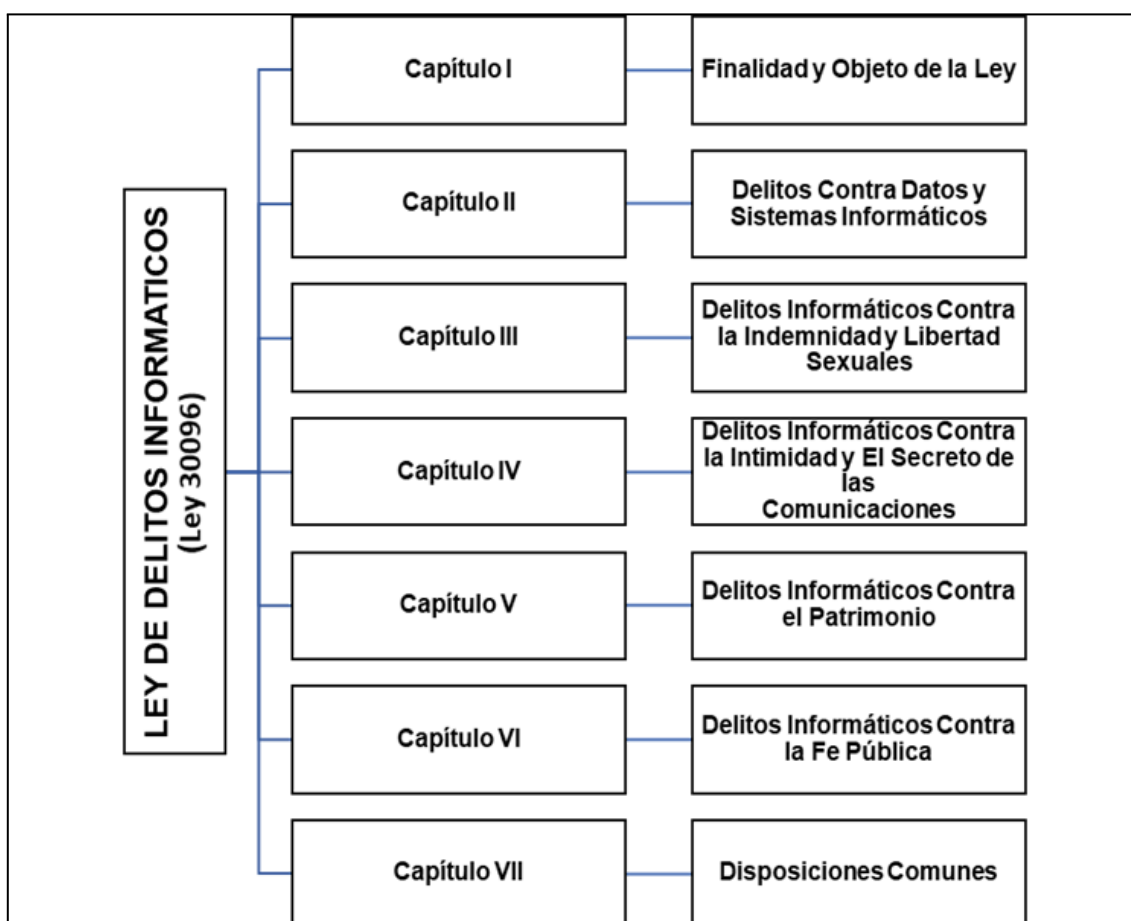 LEY DE DELITOS INFORMATICOS
(Ley 30096)
Capítulo I
Finalidad y Objeto de la Ley
Capítulo II
Delitos Contra Datos y
Sistemas Informáticos
Capítulo III
Delitos Informáticos Contra
la Indemnidad y Libertad
Sexuales
Capítulo IV
Delitos Informáticos Contra
la Intimidad y El Secreto de
las
Comunicaciones
Capítulo V
Delitos Informáticos Contra
el Patrimonio
Capítulo VI
Delitos Informáticos Contra
la Fe Pública
Capítulo VII
Disposiciones Comunes